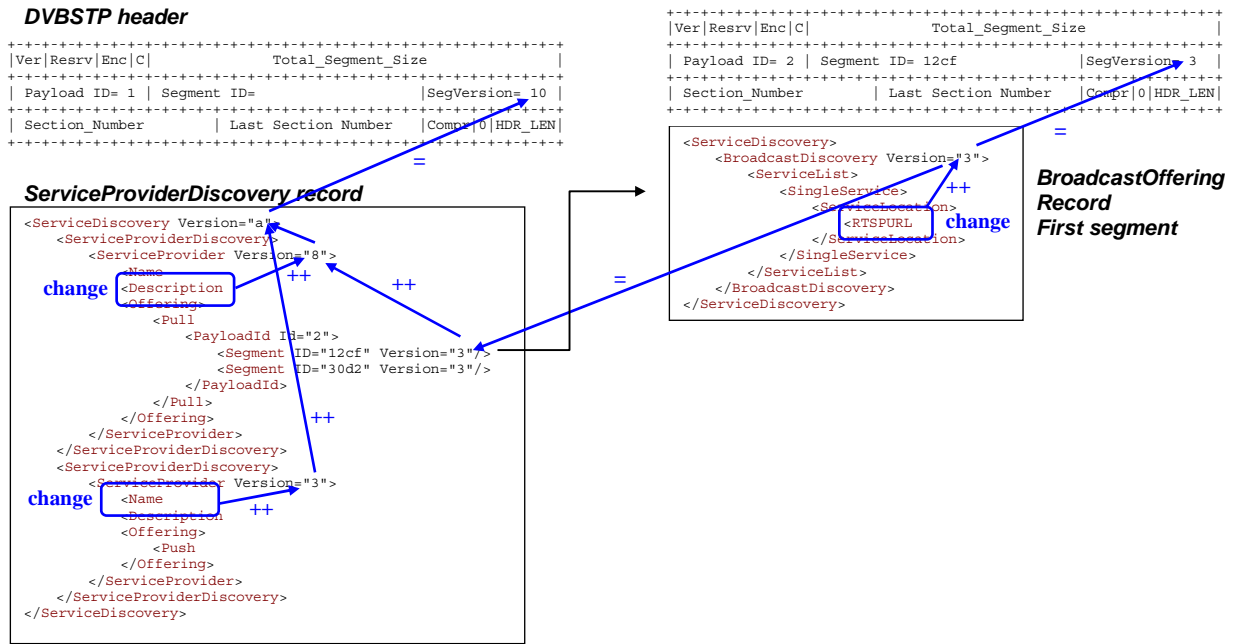 DVBSTP header
+-+-+-+-+-+-+-+-+-+-+-+-+-+-+-+-+-+-+-+-+-+-+-+-+-+-+-+-+-+-+-+-+
|Ver|Resrv|Enc|C| Total_Segment_Size |
+-+-+-+-+-+-+-+-+-+-+-+-+-+-+-+-+-+-+-+-+-+-+-+-+-+-+-+-+-+-+-+-+
| Payload ID= 1 | Segment ID= |SegVersion= 10 |
+-+-+-+-+-+-+-+-+-+-+-+-+-+-+-+-+-+-+-+-+-+-+-+-+-+-+-+-+-+-+-+-+
| Section_Number | Last Section Number |Compr|0|HDR_LEN|
+-+-+-+-+-+-+-+-+-+-+-+-+-+-+-+-+-+-+-+-+-+-+-+-+-+-+-+-+-+-+-+-+
=
ServiceProviderDiscovery record
<ServiceDiscovery Version="a">
<ServiceProviderDiscovery>
<ServiceProvider Version="8">
<Name
change <Description ++ ++
<Offering>
<Pull
<PayloadId Id="2">
<Segment ID="12cf" Version="3"/>
<Segment ID="30d2" Version="3"/>
</PayloadId>
</Pull>
</Offering> ++
</ServiceProvider>
</ServiceProviderDiscovery>
<ServiceProviderDiscovery>
<ServiceProvider Version="3">
change <Name ++
<Description
<Offering>
<Push
</Offering>
</ServiceProvider>
</ServiceProviderDiscovery>
</ServiceDiscovery>
+-+-+-+-+-+-+-+-+-+-+-+-+-+-+-+-+-+-+-+-+-+-+-+-+-+-+-+-+-+-+-+-+
|Ver|Resrv|Enc|C| Total_Segment_Size |
+-+-+-+-+-+-+-+-+-+-+-+-+-+-+-+-+-+-+-+-+-+-+-+-+-+-+-+-+-+-+-+-+
| Payload ID= 2 | Segment ID= 12cf |SegVersion= 3 |
+-+-+-+-+-+-+-+-+-+-+-+-+-+-+-+-+-+-+-+-+-+-+-+-+-+-+-+-+-+-+-+-+
| Section_Number | Last Section Number |Compr|0|HDR_LEN|
+-+-+-+-+-+-+-+-+-+-+-+-+-+-+-+-+-+-+-+-+-+-+-+-+-+-+-+-+-+-+-+-+
=
<ServiceDiscovery>
<BroadcastDiscovery Version="3">
<ServiceList>
<SingleService> ++
<ServiceLocation>
<RTSPURL change
</ServiceLocation>
</SingleService>
</ServiceList>
</BroadcastDiscovery>
</ServiceDiscovery>
=
BroadcastOffering
Record
First segment